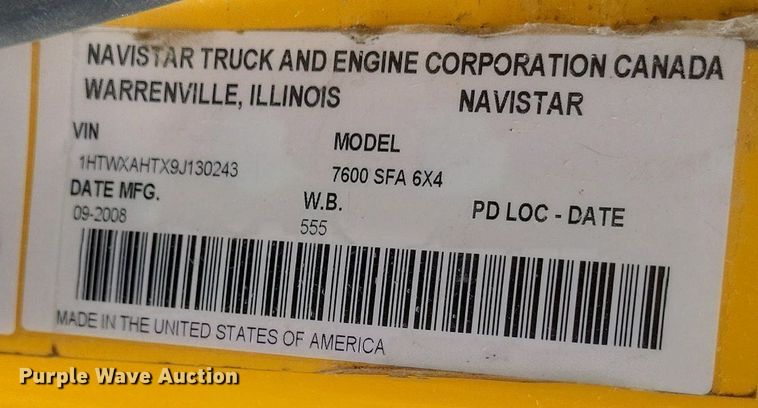 NAVISTAR TRUCK AND ENGINE CORPORATION CANADA
WARRENVILLE, ILLINOIS NAVISTAR
VIN MODEL
1HTWXAHTX9J130243 7600 SFA 6X4
DATE MFG. W.B. PD LOC - DATE
09-2008 555
MADE IN THE UNITED STATES OF AMERICA
Purple Wave Auction